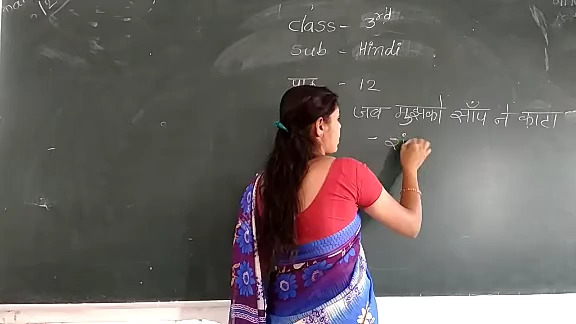 Class - 3rd
Sub - Hindi
पाठ - 12
जब मुझको साँप ने काटा
-